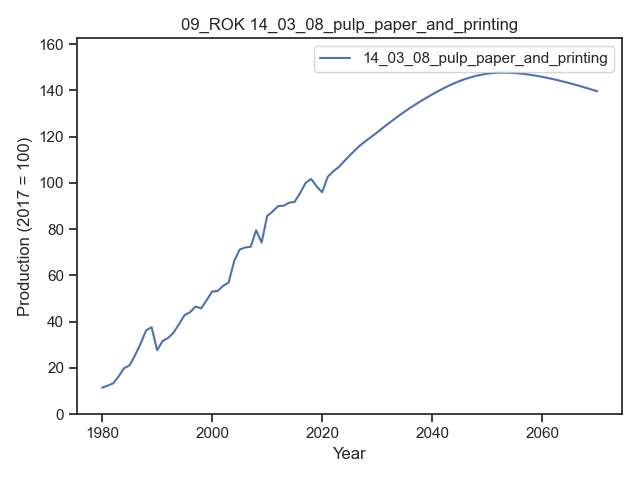 09_ROK 14_03_08_pulp_paper_and_printing
14_03_08_pulp_paper_and_printing
Production (2017 = 100)
160
140
120
100
80
60
40
20
0
1980 2000 2020 2040 2060
Year